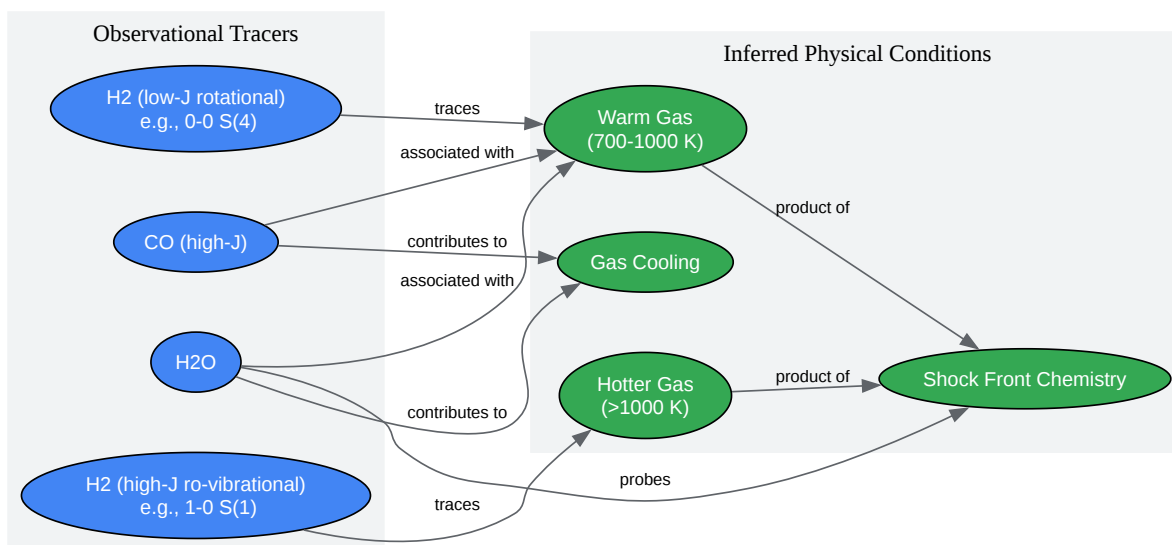 Observational Tracers
H2 (low-J rotational)
e.g., 0-0 S(4)
CO (high-J)
H2O
H2 (high-J ro-vibrational)
e.g., 1-0 S(1)
traces
associated with
contributes to
associated with
contributes to
probes
traces
Inferred Physical Conditions
Warm Gas
(700-1000 K)
product of
Gas Cooling
Hotter Gas
(>1000 K)
product of
Shock Front Chemistry